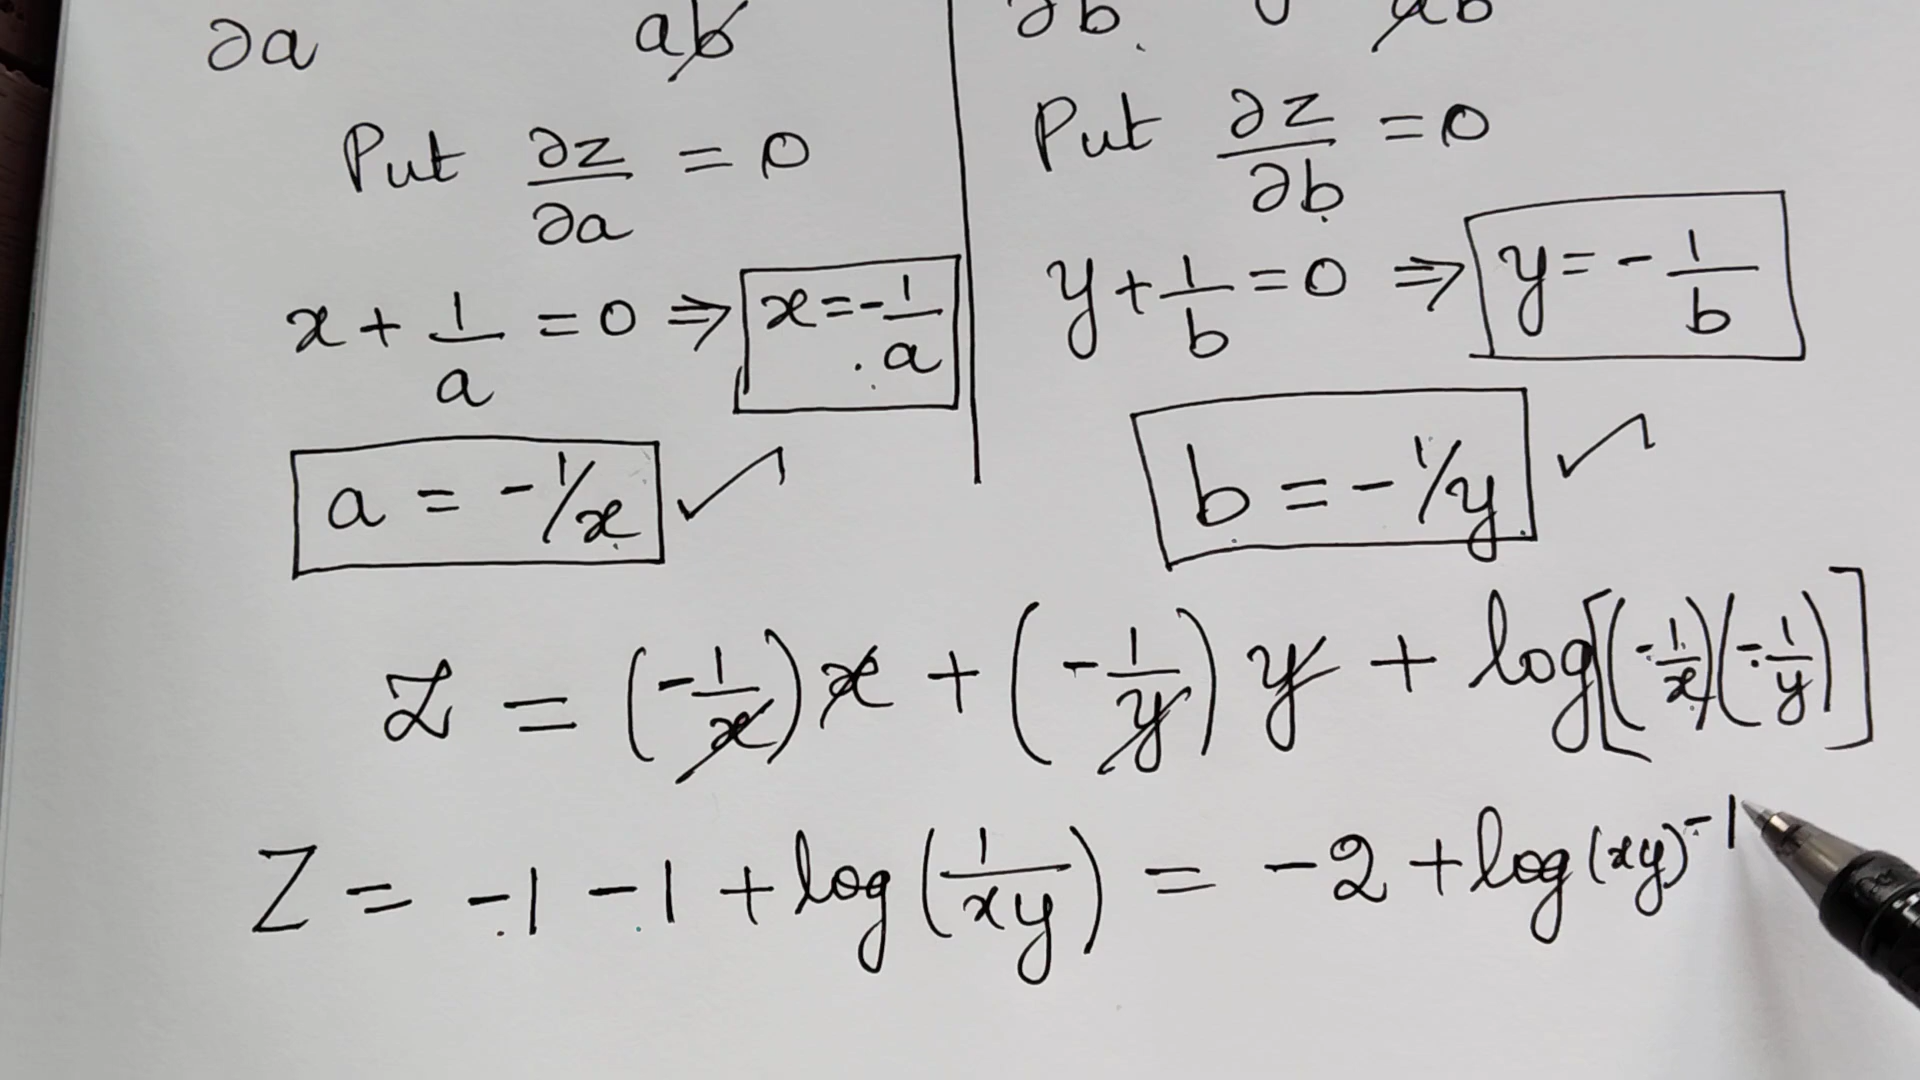 ∂a ab
Put ∂z/∂a = 0
x + 1/a = 0 ⇒ x = -1/a
a = -1/x ✓
∂b ab
Put ∂z/∂b = 0
y + 1/b = 0 ⇒ y = -1/b
b = -1/y ✓
Z = (-1/x)x + (-1/y)y + log[(-1/x)(-1/y)]
Z = -1 -1 + log(1/xy) = -2 + log(xy)⁻¹